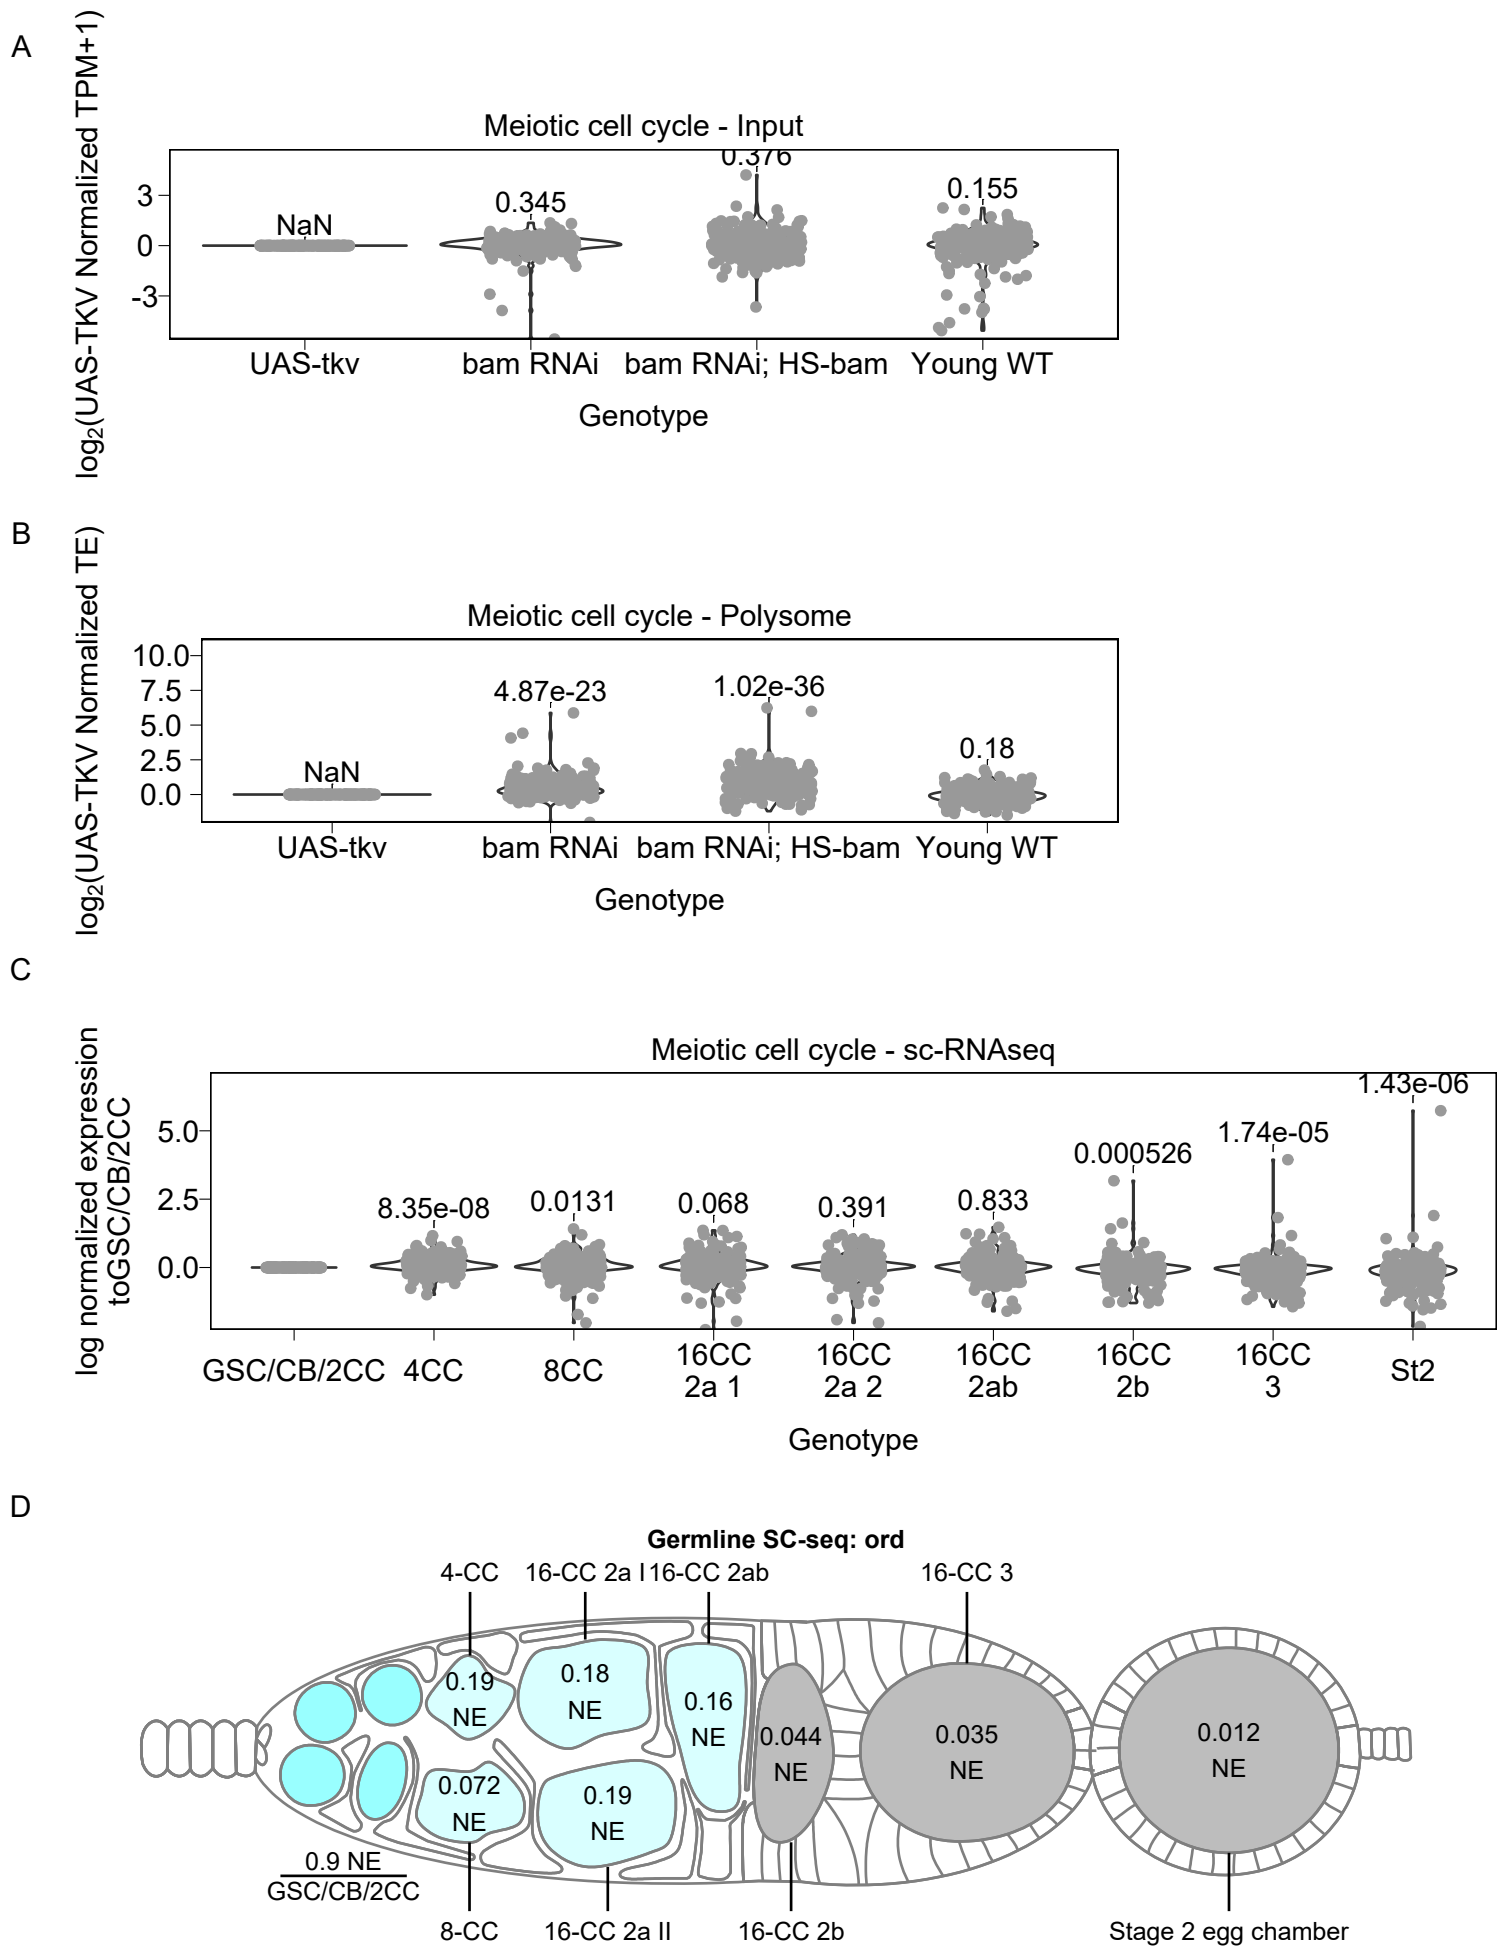 A
log2(UAS-TKV Normalized TPM+1)
Meiotic cell cycle - Input
3
0
-3
NaN
0.345
0.376
0.155
UAS-tkv
bam RNAi
bam RNAi; HS-bam
Young WT
Genotype
B
log2(UAS-TKV Normalized TE)
Meiotic cell cycle - Polysome
10.0
7.5
5.0
2.5
0.0
NaN
4.87e-23
1.02e-36
0.18
UAS-tkv
bam RNAi
bam RNAi; HS-bam
Young WT
Genotype
C
log normalized expression
toGSC/CB/2CC
Meiotic cell cycle - sc-RNAseq
5.0
2.5
0.0
8.35e-08
0.0131
0.068
0.391
0.833
0.000526
1.74e-05
1.43e-06
GSC/CB/2CC
4CC
8CC
16CC
2a 1
16CC
2a 2
16CC
2ab
16CC
2b
16CC
3
St2
Genotype
D
Germline SC-seq: ord
4-CC
16-CC 2a I
16-CC 2ab
16-CC 3
0.19
NE
0.18
NE
0.16
NE
0.044
NE
0.035
NE
0.012
NE
0.072
NE
0.19
NE
0.9 NE
GSC/CB/2CC
8-CC
16-CC 2a II
16-CC 2b
Stage 2 egg chamber